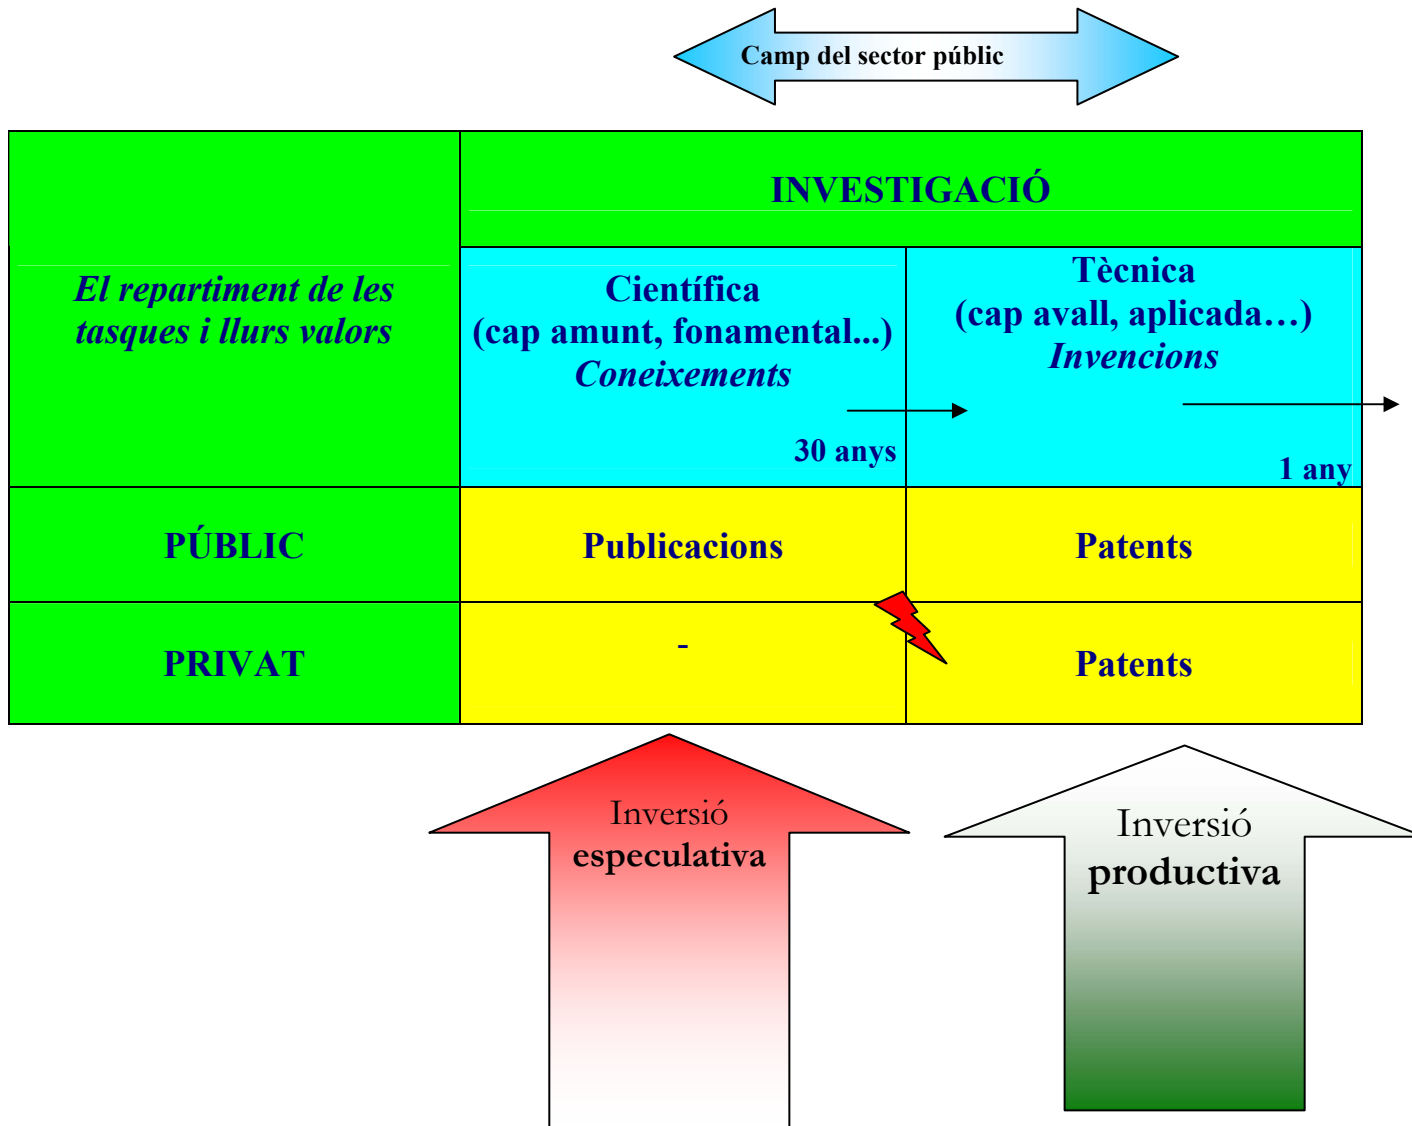 Camp del sector públic
INVESTIGACIÓ
El repartiment de les
tasques i llurs valors
Científica
(cap amunt, fonamental...)
Coneixements
30 anys
Tècnica
(cap avall, aplicada…)
Invencions
1 any
PÚBLIC
Publicacions
Patents
PRIVAT
-
Patents
Inversió
especulativa
Inversió
productiva